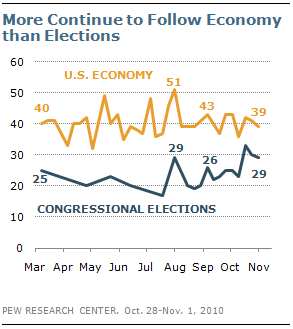 More Continue to Follow Economy
than Elections
60
U.S. ECONOMY
51
50
40
43
39
40
30
29
26
25
29
20
CONGRESSIONAL ELECTIONS
10
0
Mar Apr May Jun Jul Aug Sep Oct Nov
PEW RESEARCH CENTER. Oct. 28-Nov. 1, 2010